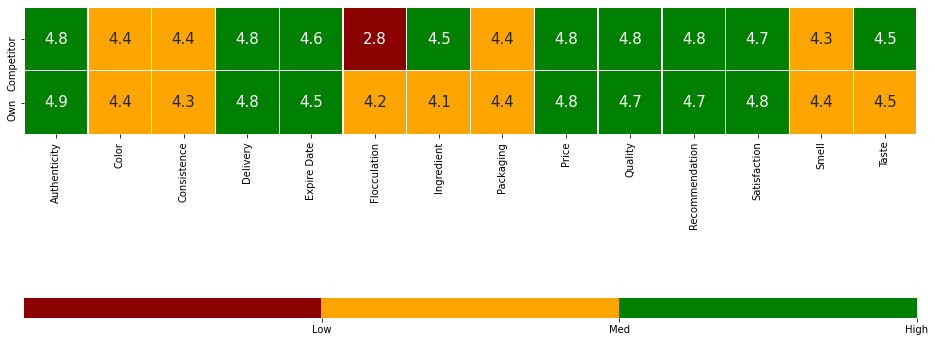 Competitor 4.8 4.4 4.4 4.8 4.6 2.8 4.5 4.4 4.8 4.8 4.8 4.7 4.3 4.5
Own 4.9 4.4 4.3 4.8 4.5 4.2 4.1 4.4 4.8 4.7 4.7 4.8 4.4 4.5
Authenticity Color Consistence Delivery Expire Date Flocculation Ingredient Packaging Price Quality Recommendation Satisfaction Smell Taste
Low Med High